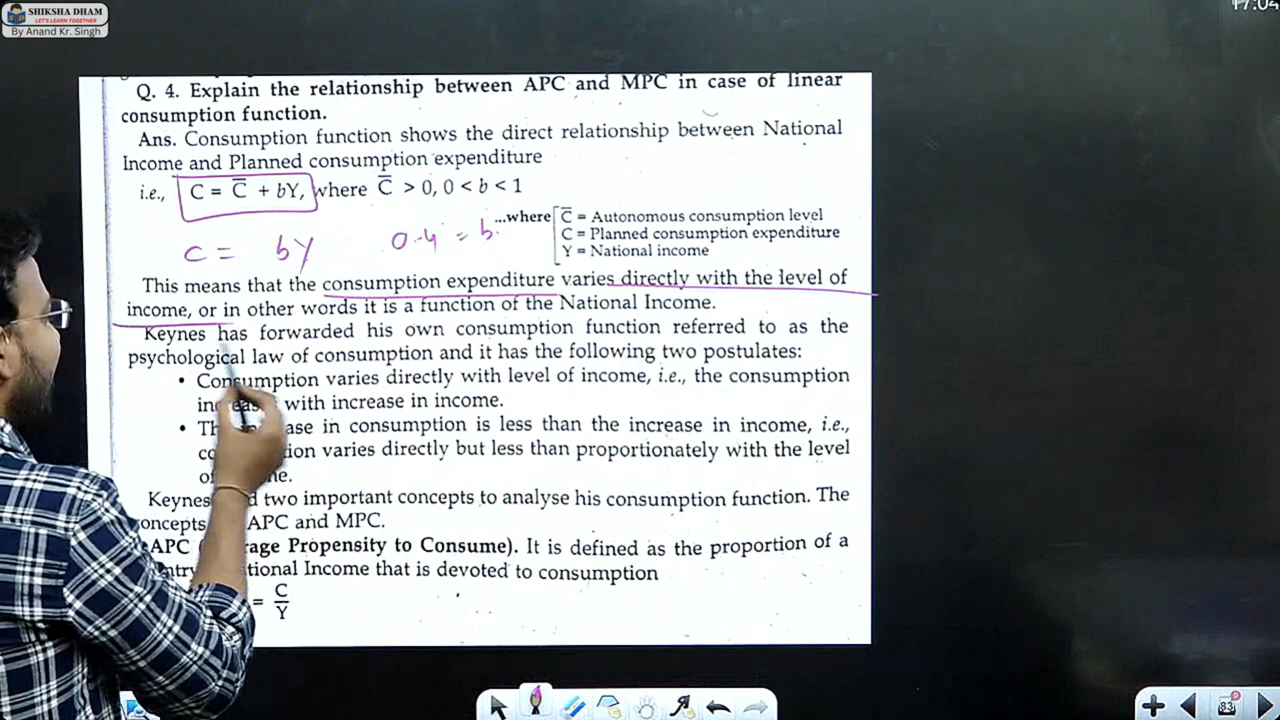 SHIKSHA DHAM
LET'S LEARN TOGETHER
By Anand Kr. Singh
17:04
Q. 4. Explain the relationship between APC and MPC in case of linear
consumption function.
Ans. Consumption function shows the direct relationship between National
Income and Planned consumption expenditure
i.e., C = C̅ + bY, where C̅ > 0, 0 < b < 1
...where C̅ = Autonomous consumption level
C = Planned consumption expenditure
Y = National income
C = bY
0.4 = b
This means that the consumption expenditure varies directly with the level of
income, or in other words it is a function of the National Income.
Keynes has forwarded his own consumption function referred to as the
psychological law of consumption and it has the following two postulates:
• Consumption varies directly with level of income, i.e., the consumption
with increase in income.
• in consumption is less than the increase in income, i.e.,
varies directly but less than proportionately with the level
Keynes two important concepts to analyse his consumption function. The
APC and MPC.
APC Propensity to Consume). It is defined as the proportion of a
Income that is devoted to consumption
= C/Y
83